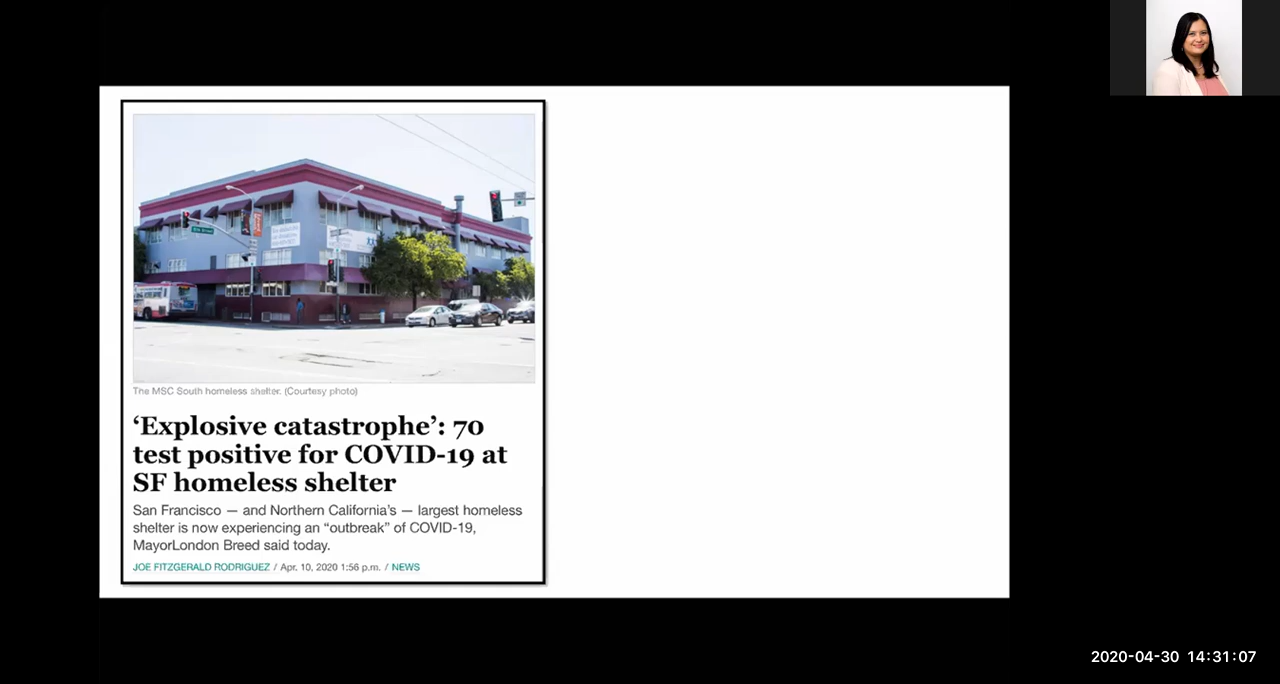 The MSC South homeless shelter. (Courtesy photo)
‘Explosive catastrophe’: 70
test positive for COVID-19 at
SF homeless shelter
San Francisco — and Northern California’s — largest homeless
shelter is now experiencing an “outbreak” of COVID-19,
MayorLondon Breed said today.
JOE FITZGERALD RODRIGUEZ / Apr. 10, 2020 1:56 p.m. / NEWS
2020-04-30 14:31:07